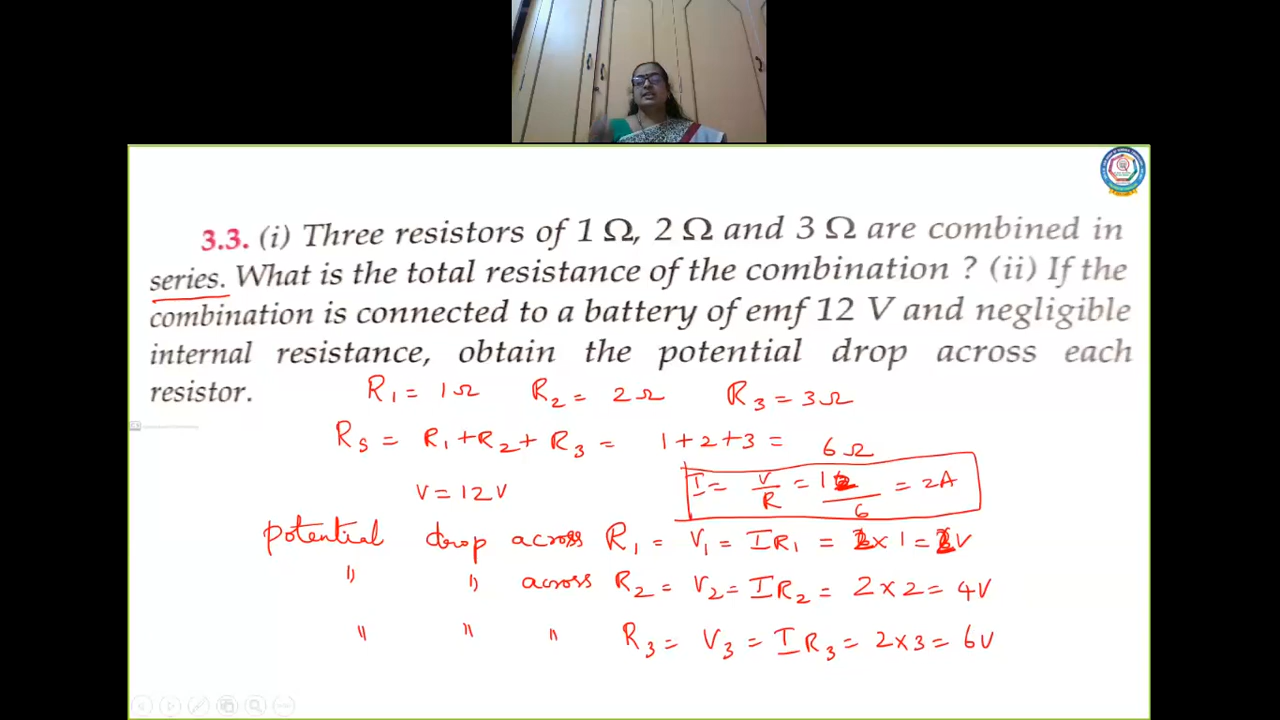 3.3. (i) Three resistors of 1 Ω, 2 Ω and 3 Ω are combined in
series. What is the total resistance of the combination ? (ii) If the
combination is connected to a battery of emf 12 V and negligible
internal resistance, obtain the potential drop across each
resistor.
R₁ = 1Ω R₂ = 2Ω R₃ = 3Ω
Rₛ = R₁+R₂+R₃ = 1+2+3 = 6Ω
V=12V I = V/R = 12/6 = 2A
potential drop across R₁ = V₁ = IR₁ = 2×1 = 2V
" " across R₂ = V₂ = IR₂ = 2×2 = 4V
" " " R₃ = V₃ = IR₃ = 2×3 = 6V